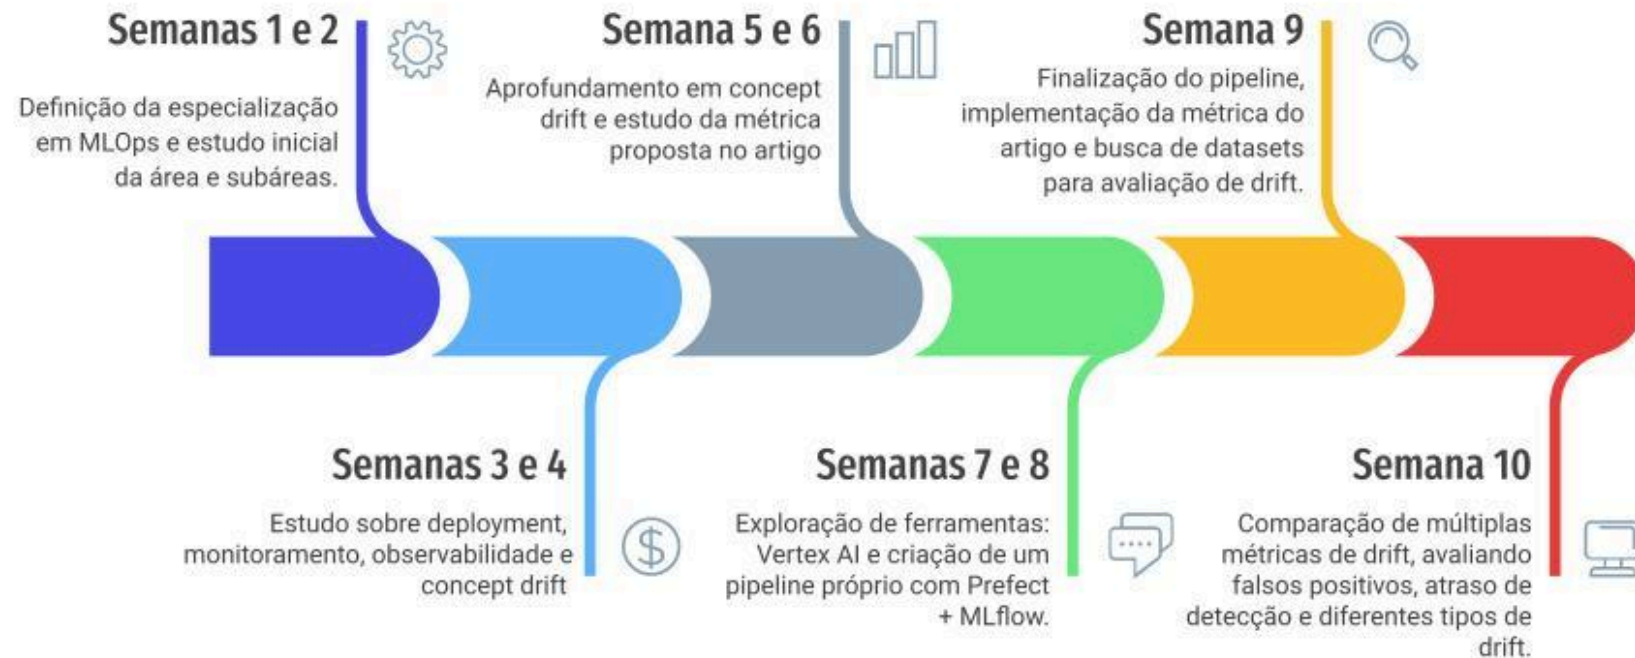 Semanas 1 e 2
Definição da especialização
em MLOps e estudo inicial
da área e subáreas.
Semana 5 e 6
Aprofundamento em concept
drift e estudo da métrica
proposta no artigo
Semana 9
Finalização do pipeline,
implementação da métrica do
artigo e busca de datasets
para avaliação de drift.
Semanas 3 e 4
Estudo sobre deployment,
monitoramento, observabilidade e
concept drift
$
Semanas 7 e 8
Exploração de ferramentas:
Vertex AI e criação de um
pipeline próprio com Prefect
+ MLflow.
Semana 10
Comparação de múltiplas
métricas de drift, avaliando
falsos positivos, atraso de
detecção e diferentes tipos de
drift.